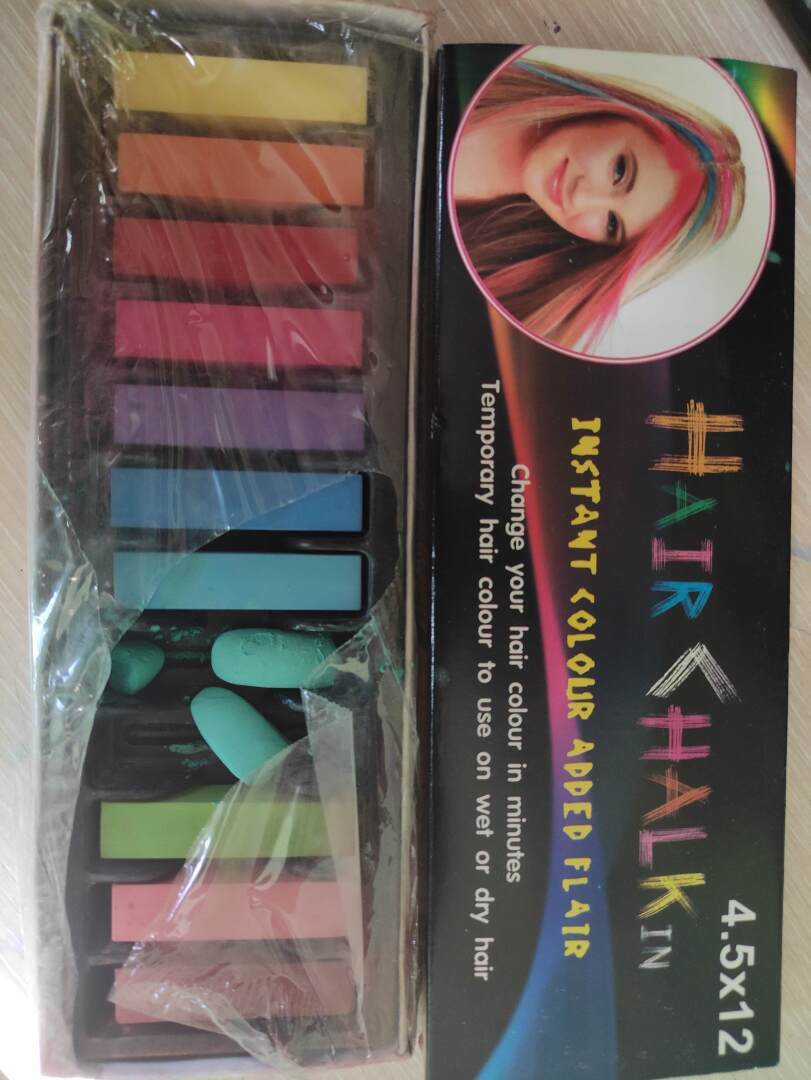 HAIR CHALK IN
4.5x12
INSTANT COLOUR ADDED FLAIR
Change your hair colour in minutes
Temporary hair colour to use on wet or dry hair